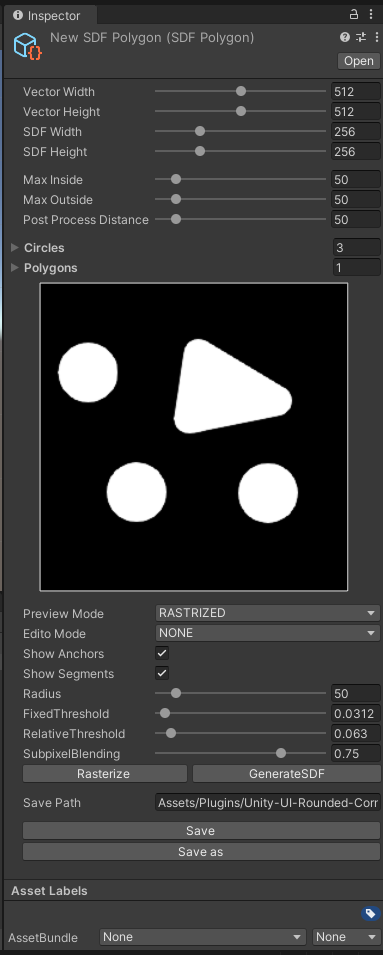 Inspector
New SDF Polygon (SDF Polygon)
Open
Vector Width 512
Vector Height 512
SDF Width 256
SDF Height 256
Max Inside 50
Max Outside 50
Post Process Distance 50
Circles 3
Polygons 1
Preview Mode RASTRIZED
Edito Mode NONE
Show Anchors
Show Segments
Radius 50
FixedThreshold 0.0312
RelativeThreshold 0.063
SubpixelBlending 0.75
Rasterize GenerateSDF
Save Path Assets/Plugins/Unity-UI-Rounded-Corr
Save
Save as
Asset Labels
AssetBundle None None